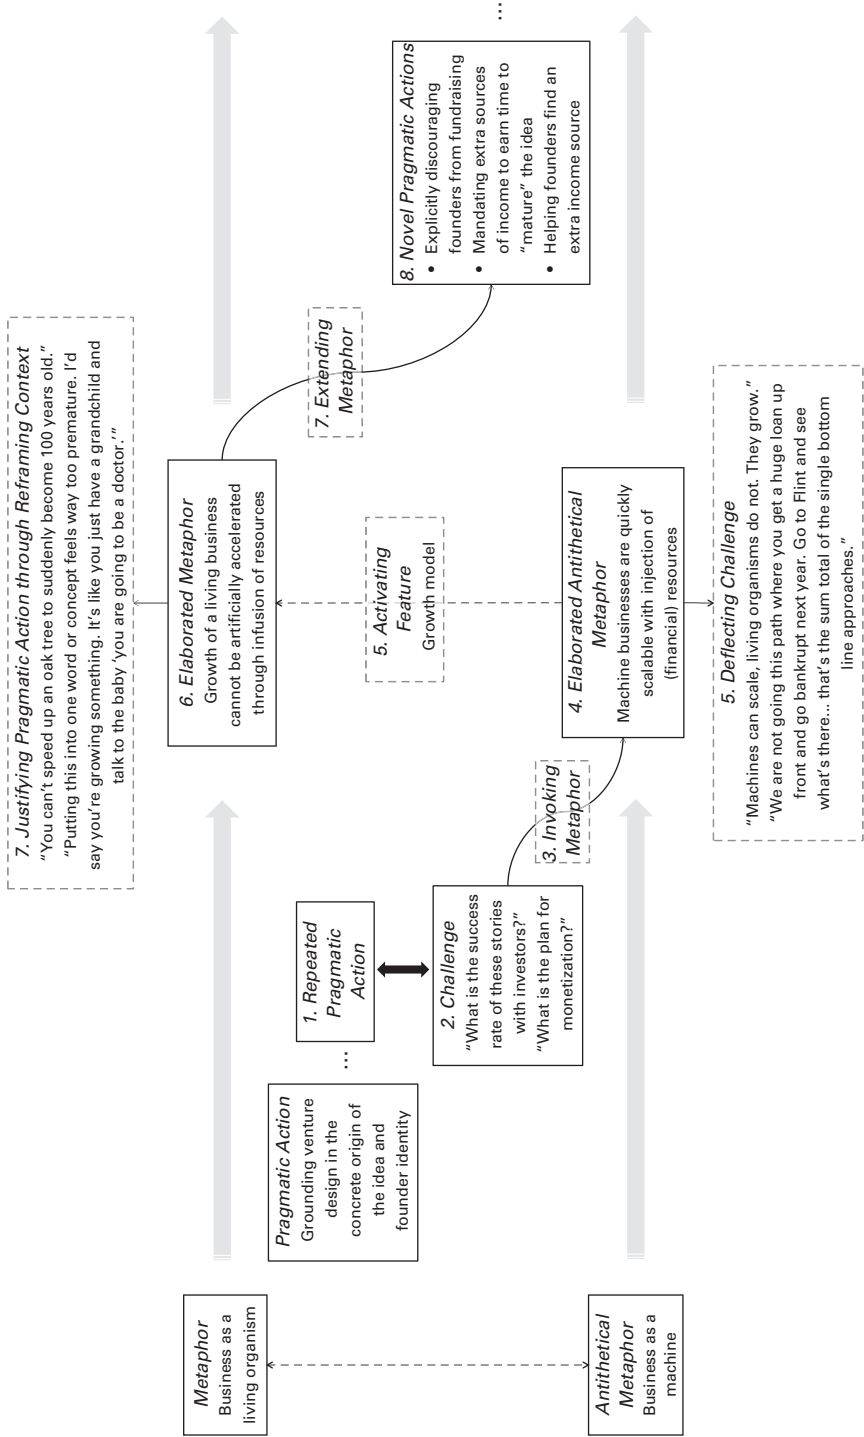 Metaphor
Business as a
living organism
Antithetical
Metaphor
Business as a
machine
Pragmatic Action
Grounding venture
design in the
concrete origin of
the idea and
founder identity
...
1. Repeated
Pragmatic
Action
2. Challenge
“What is the success
rate of these stories
with investors?”
“What is the plan for
monetization?”
3. Invoking
Metaphor
4. Elaborated Antithetical
Metaphor
Machine businesses are quickly
scalable with injection of
(financial) resources
5. Deflecting Challenge
“Machines can scale, living organisms do not. They grow.”
“We are not going this path where you get a huge loan up
front and go bankrupt next year. Go to Flint and see
what’s there... that’s the sum total of the single bottom
line approaches.”
5. Activating
Feature
Growth model
6. Elaborated Metaphor
Growth of a living business
cannot be artificially accelerated
through infusion of resources
7. Justifying Pragmatic Action through Reframing Context
“You can’t speed up an oak tree to suddenly become 100 years old.”
“Putting this into one word or concept feels way too premature. I’d
say you’re growing something. It’s like you just have a grandchild and
talk to the baby ‘you are going to be a doctor.’”
7. Extending
Metaphor
8. Novel Pragmatic Actions
• Explicitly discouraging
founders from fundraising
• Mandating extra sources
of income to earn time to
“mature” the idea
• Helping founders find an
extra income source
...